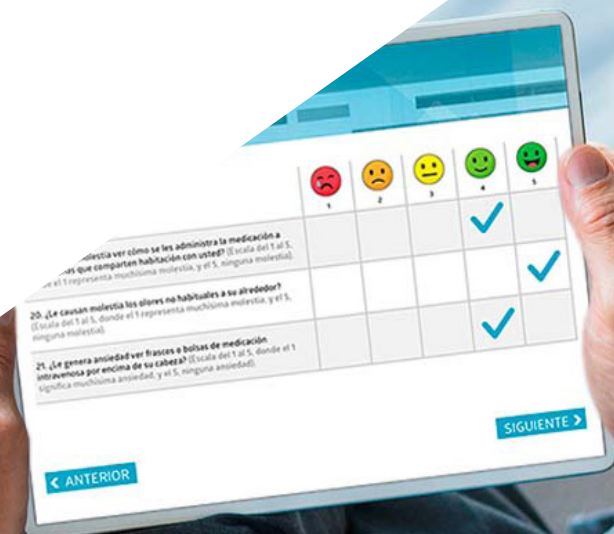 1 2 3 4 5
molestia ver cómo se les administra la medicación a
que comparten habitación con usted? (Escala del 1 al 5,
el 1 representa muchísima molestia, y el 5, ninguna molestia).
20. ¿Le causan molestia los olores no habituales a su alrededor?
(Escala del 1 al 5, donde el 1 representa muchísima molestia, y el 5,
ninguna molestia).
21. ¿Le genera ansiedad ver frascos o bolsas de medicación
intravenosa por encima de su cabeza? (Escala del 1 al 5, donde el 1
significa muchísima ansiedad, y el 5, ninguna ansiedad).
SIGUIENTE
ANTERIOR